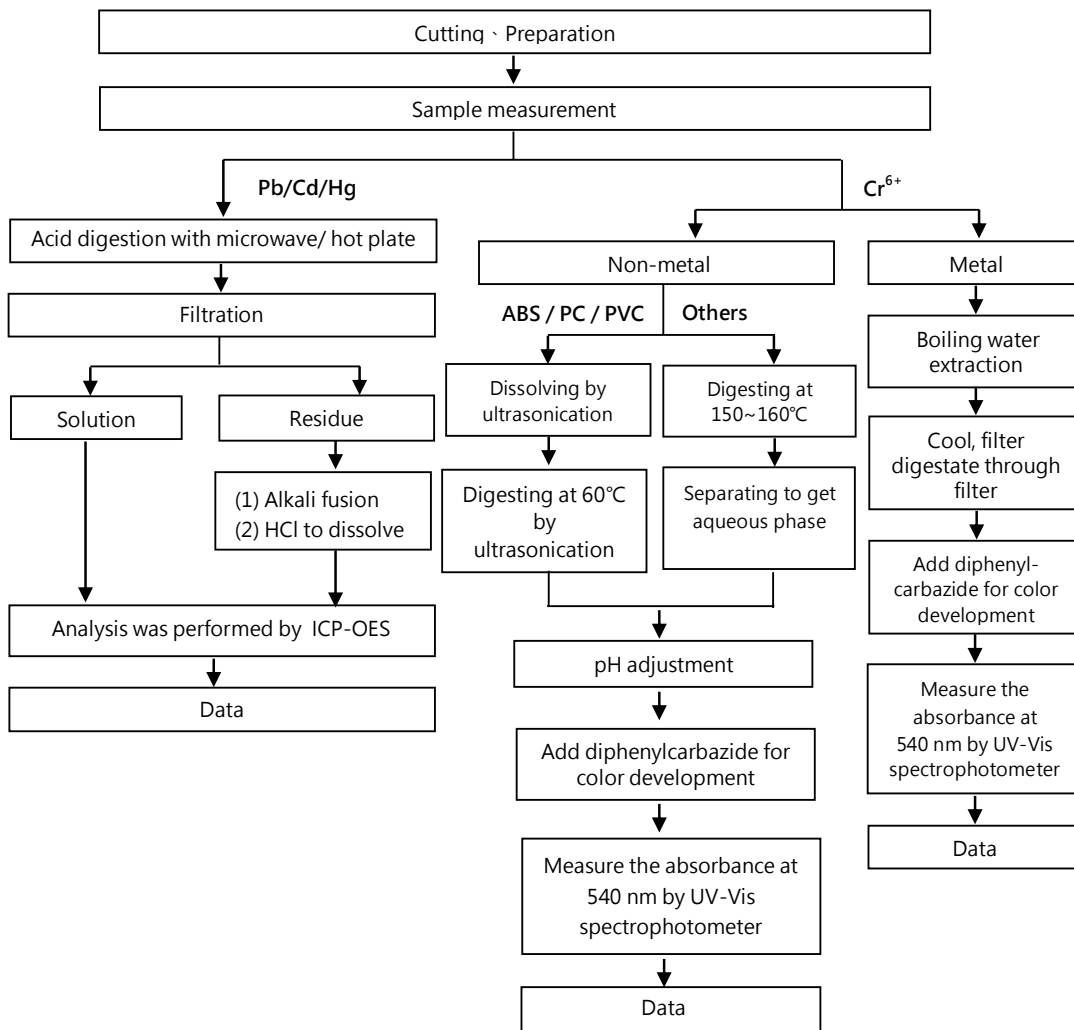 Cutting、Preparation
Sample measurement
Pb/Cd/Hg
Cr6+
Acid digestion with microwave/ hot plate
Filtration
Solution
Residue
(1) Alkali fusion
(2) HCl to dissolve
Analysis was performed by ICP-OES
Data
Non-metal
ABS / PC / PVC
Others
Dissolving by
ultrasonication
Digesting at
150~160℃
Digesting at 60℃
by
ultrasonication
Separating to get
aqueous phase
pH adjustment
Add diphenylcarbazide for
color development
Measure the absorbance at
540 nm by UV-Vis
spectrophotometer
Data
Metal
Boiling water
extraction
Cool, filter
digestate through
filter
Add diphenyl-
carbazide for color
development
Measure the
absorbance at
540 nm by UV-Vis
spectrophotometer
Data